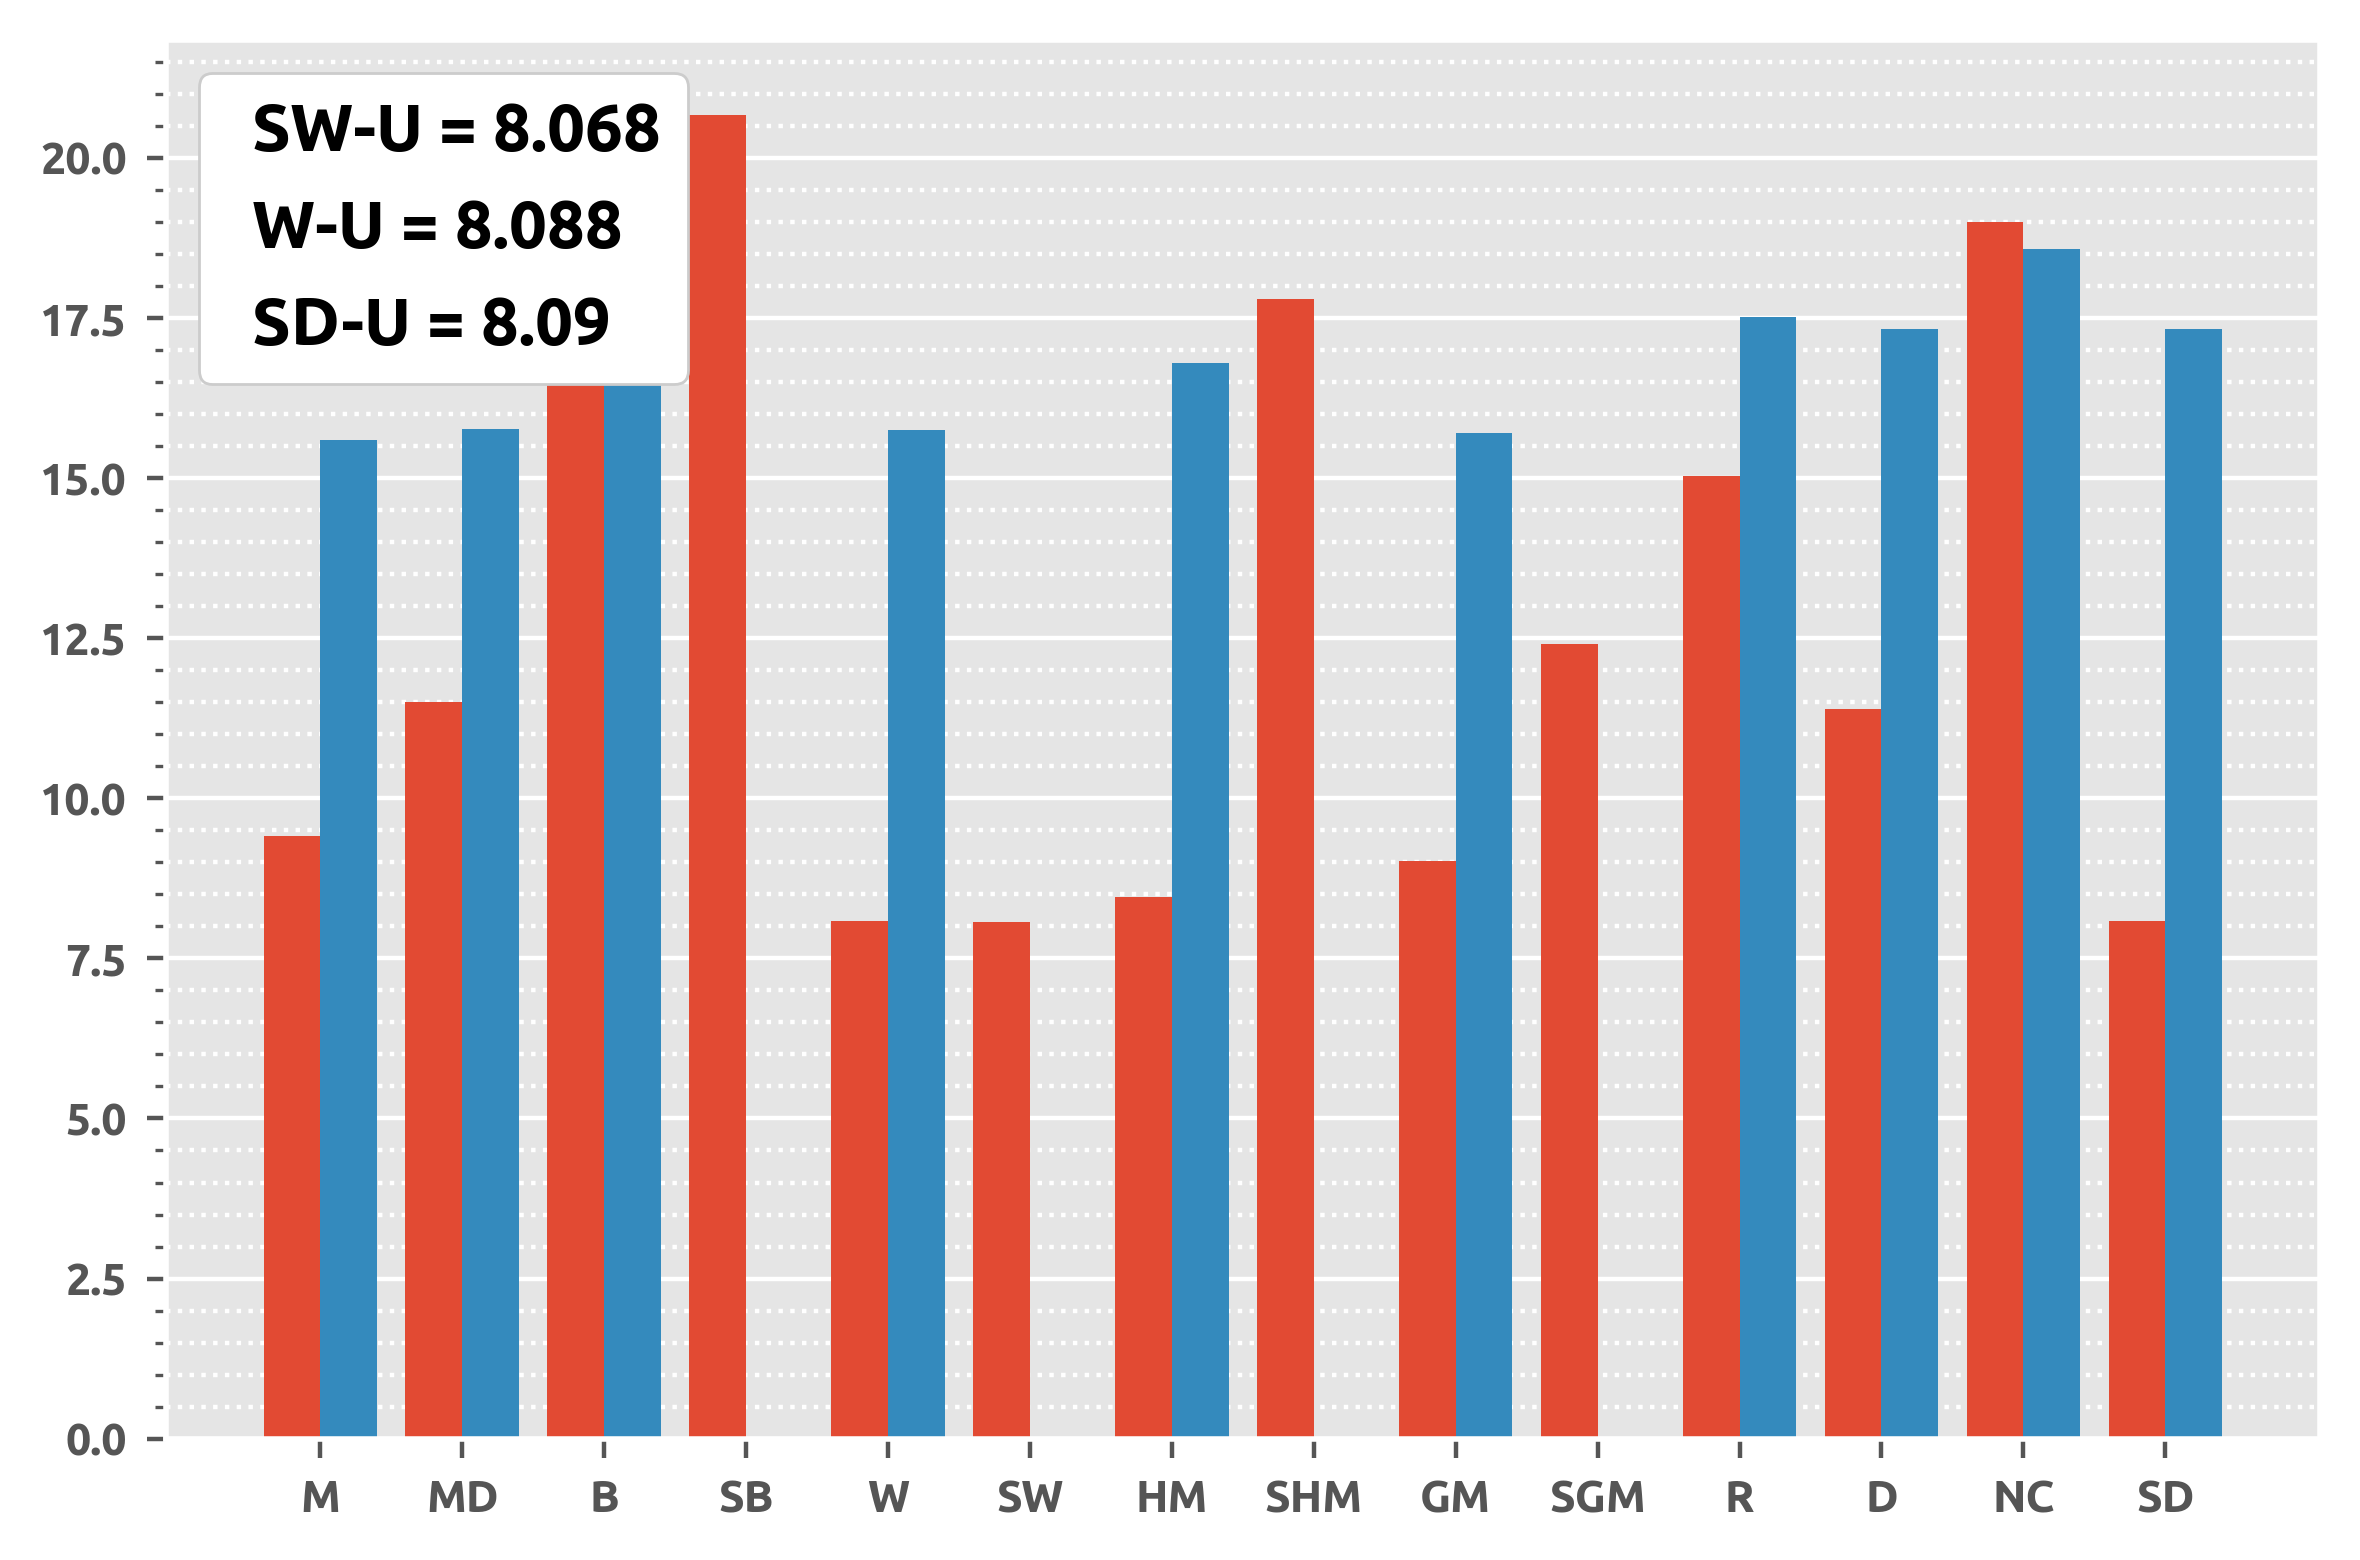 SW-U = 8.068
W-U = 8.088
SD-U = 8.09
20.0
17.5
15.0
12.5
10.0
7.5
5.0
2.5
0.0
M MD B SB W SW HM SHM GM SGM R D NC SD